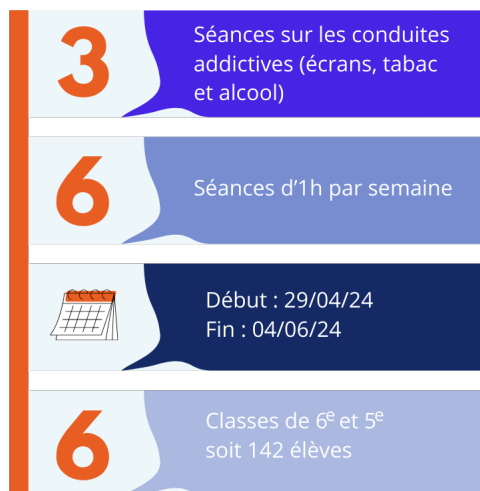 3
Séances sur les conduites
addictives (écrans, tabac
et alcool)
6
Séances d'1h par semaine
Début : 29/04/24
Fin : 04/06/24
6
Classes de 6e et 5e
soit 142 élèves